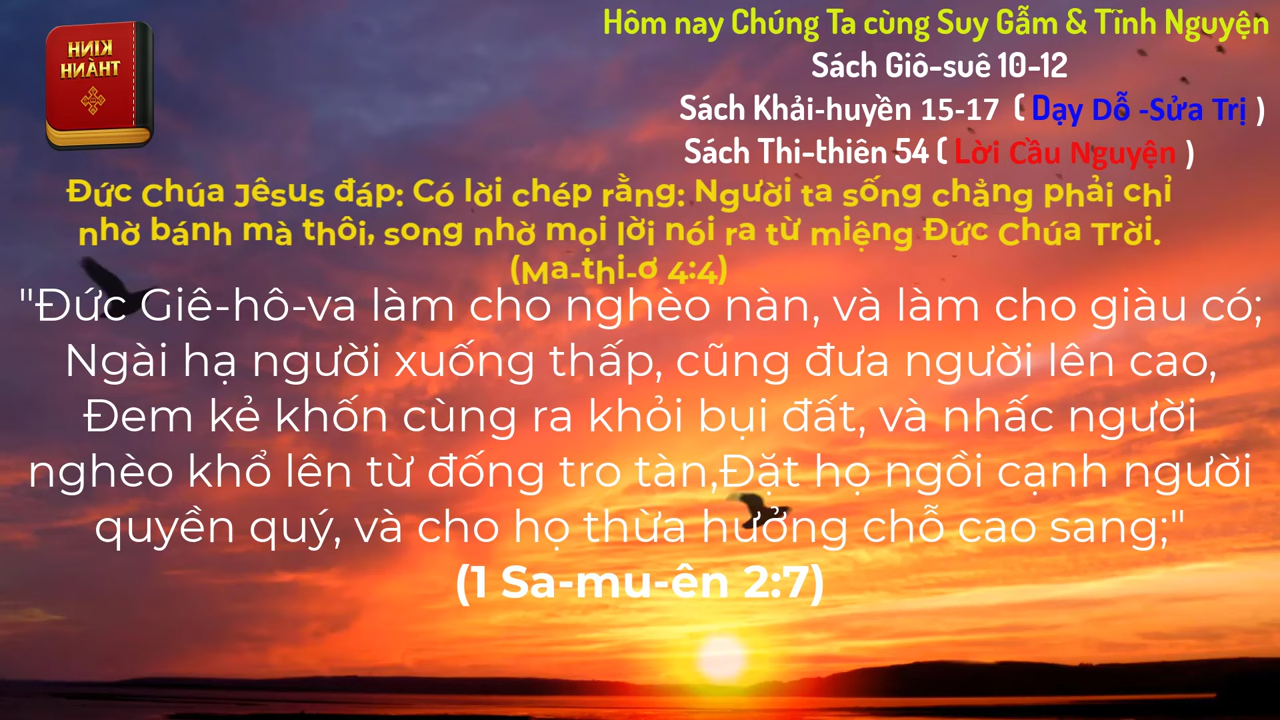 KINH
THÀNH
Hôm nay Chúng Ta cùng Suy Gẫm & Tĩnh Nguyện
Sách Giô-suê 10-12
Sách Khải-huyền 15-17 ( Dạy Dỗ -Sửa Trị )
Sách Thi-thiên 54 ( Lời Cầu Nguyện )
Đức Chúa Jêsus đáp: Có lời chép rằng: Người ta sống chẳng phải chỉ
nhờ bánh mà thôi, song nhờ mọi lời nói ra từ miệng Đức Chúa Trời.
(Ma-thi-ơ 4:4)
"Đức Giê-hô-va làm cho nghèo nàn, và làm cho giàu có;
Ngài hạ người xuống thấp, cũng đưa người lên cao,
Đem kẻ khốn cùng ra khỏi bụi đất, và nhấc người
nghèo khổ lên từ đống tro tàn,Đặt họ ngồi cạnh người
quyền quý, và cho họ thừa hưởng chỗ cao sang;"
(1 Sa-mu-ên 2:7)